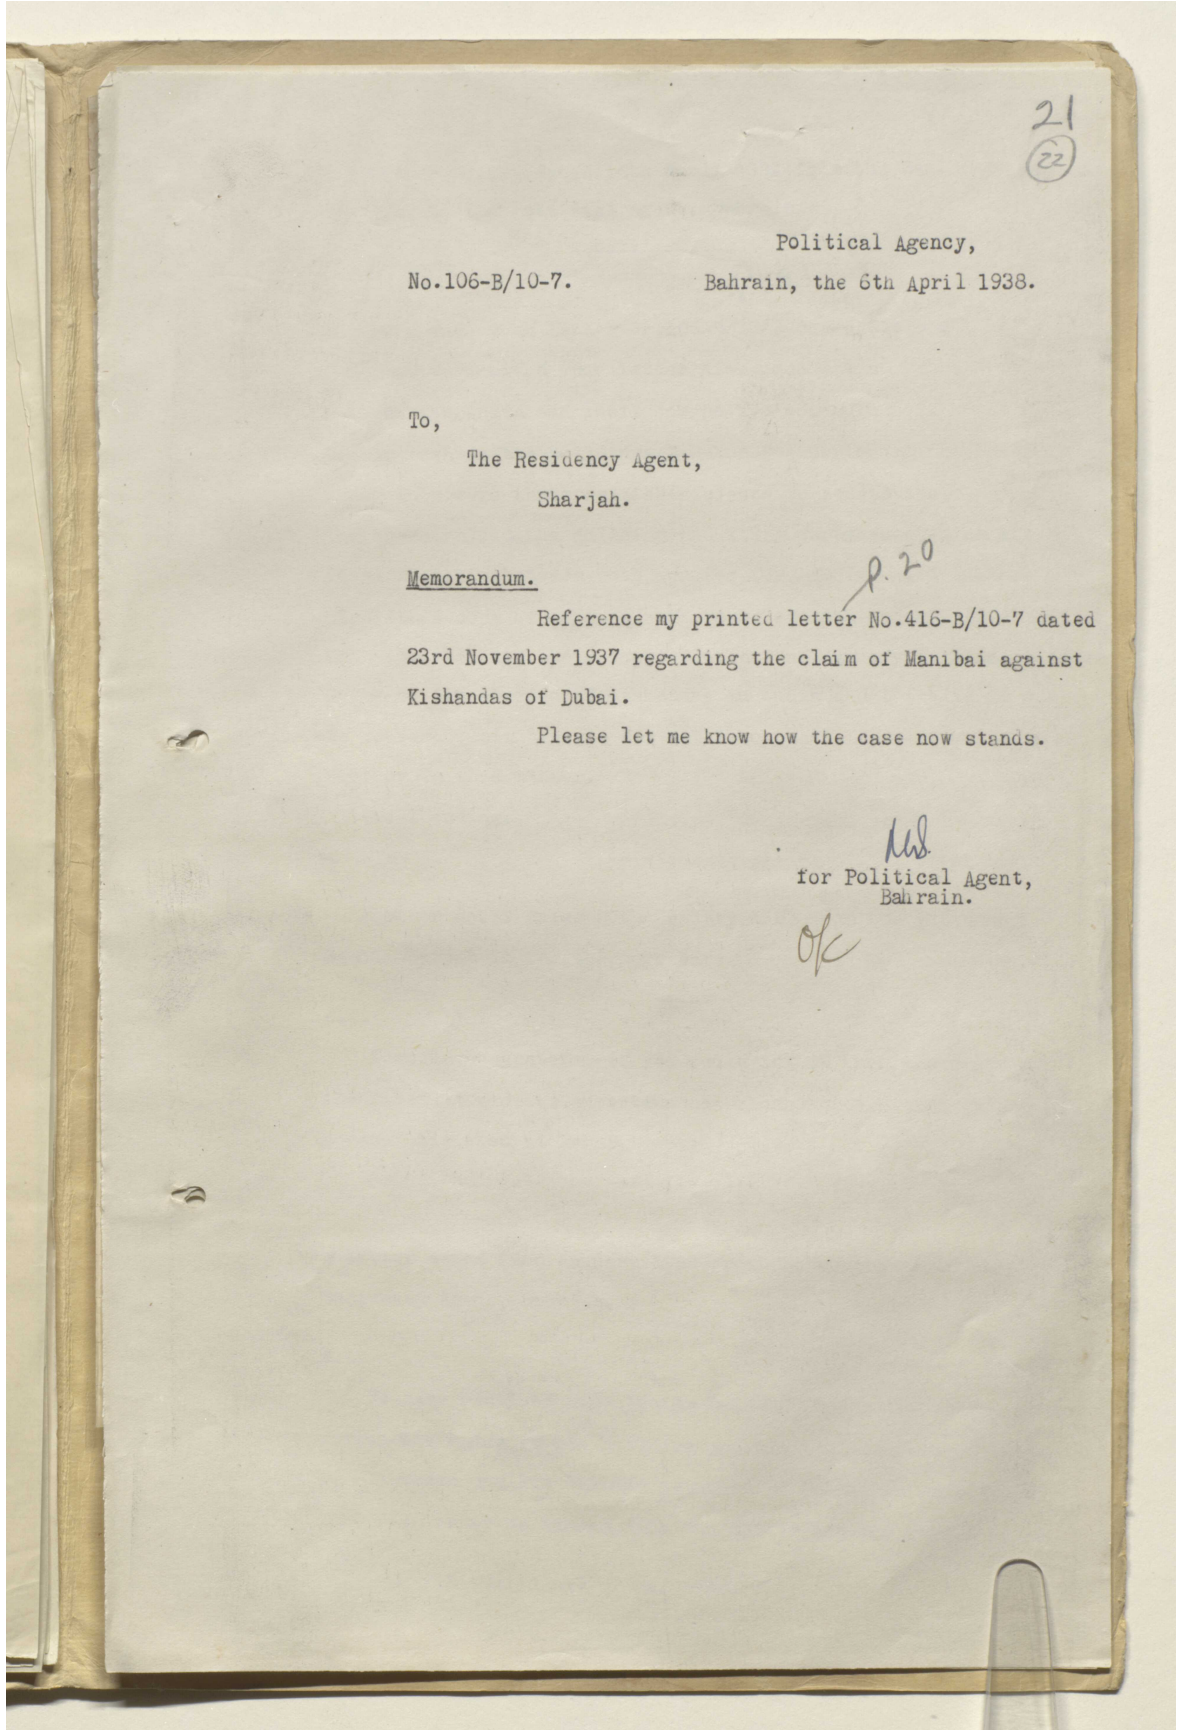 21
22
Political Agency,
No.106-B/10-7. Bahrain, the 6th April 1938.
To,
The Residency Agent,
Sharjah.
Memorandum.
p. 20
Reference my printed letter No.416-B/10-7 dated
23rd November 1937 regarding the claim of Manibai against
Kishandas of Dubai.
Please let me know how the case now stands.
for Political Agent,
Bahrain.